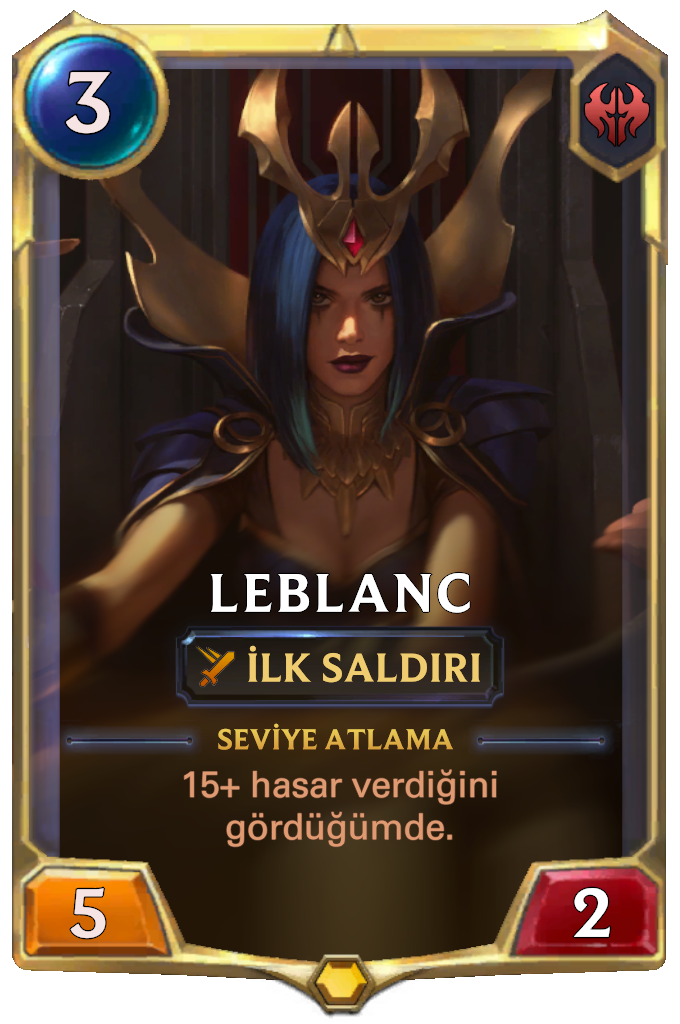 3
LEBLANC
İLK SALDIRI
SEVİYE ATLAMA
15+ hasar verdiğini
gördüğümde.
5
2